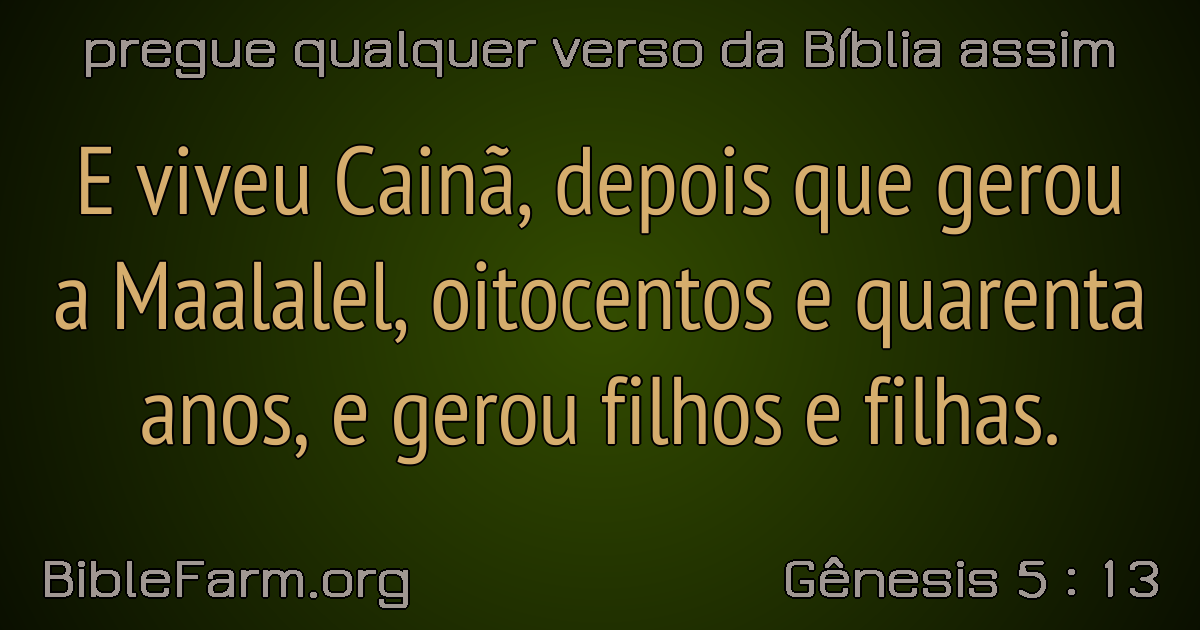 pregue qualquer verso da Bíblia assim
E viveu Cainã, depois que gerou
a Maalalel, oitocentos e quarenta
anos, e gerou filhos e filhas.
BibleFarm.org
Gênesis 5 : 13